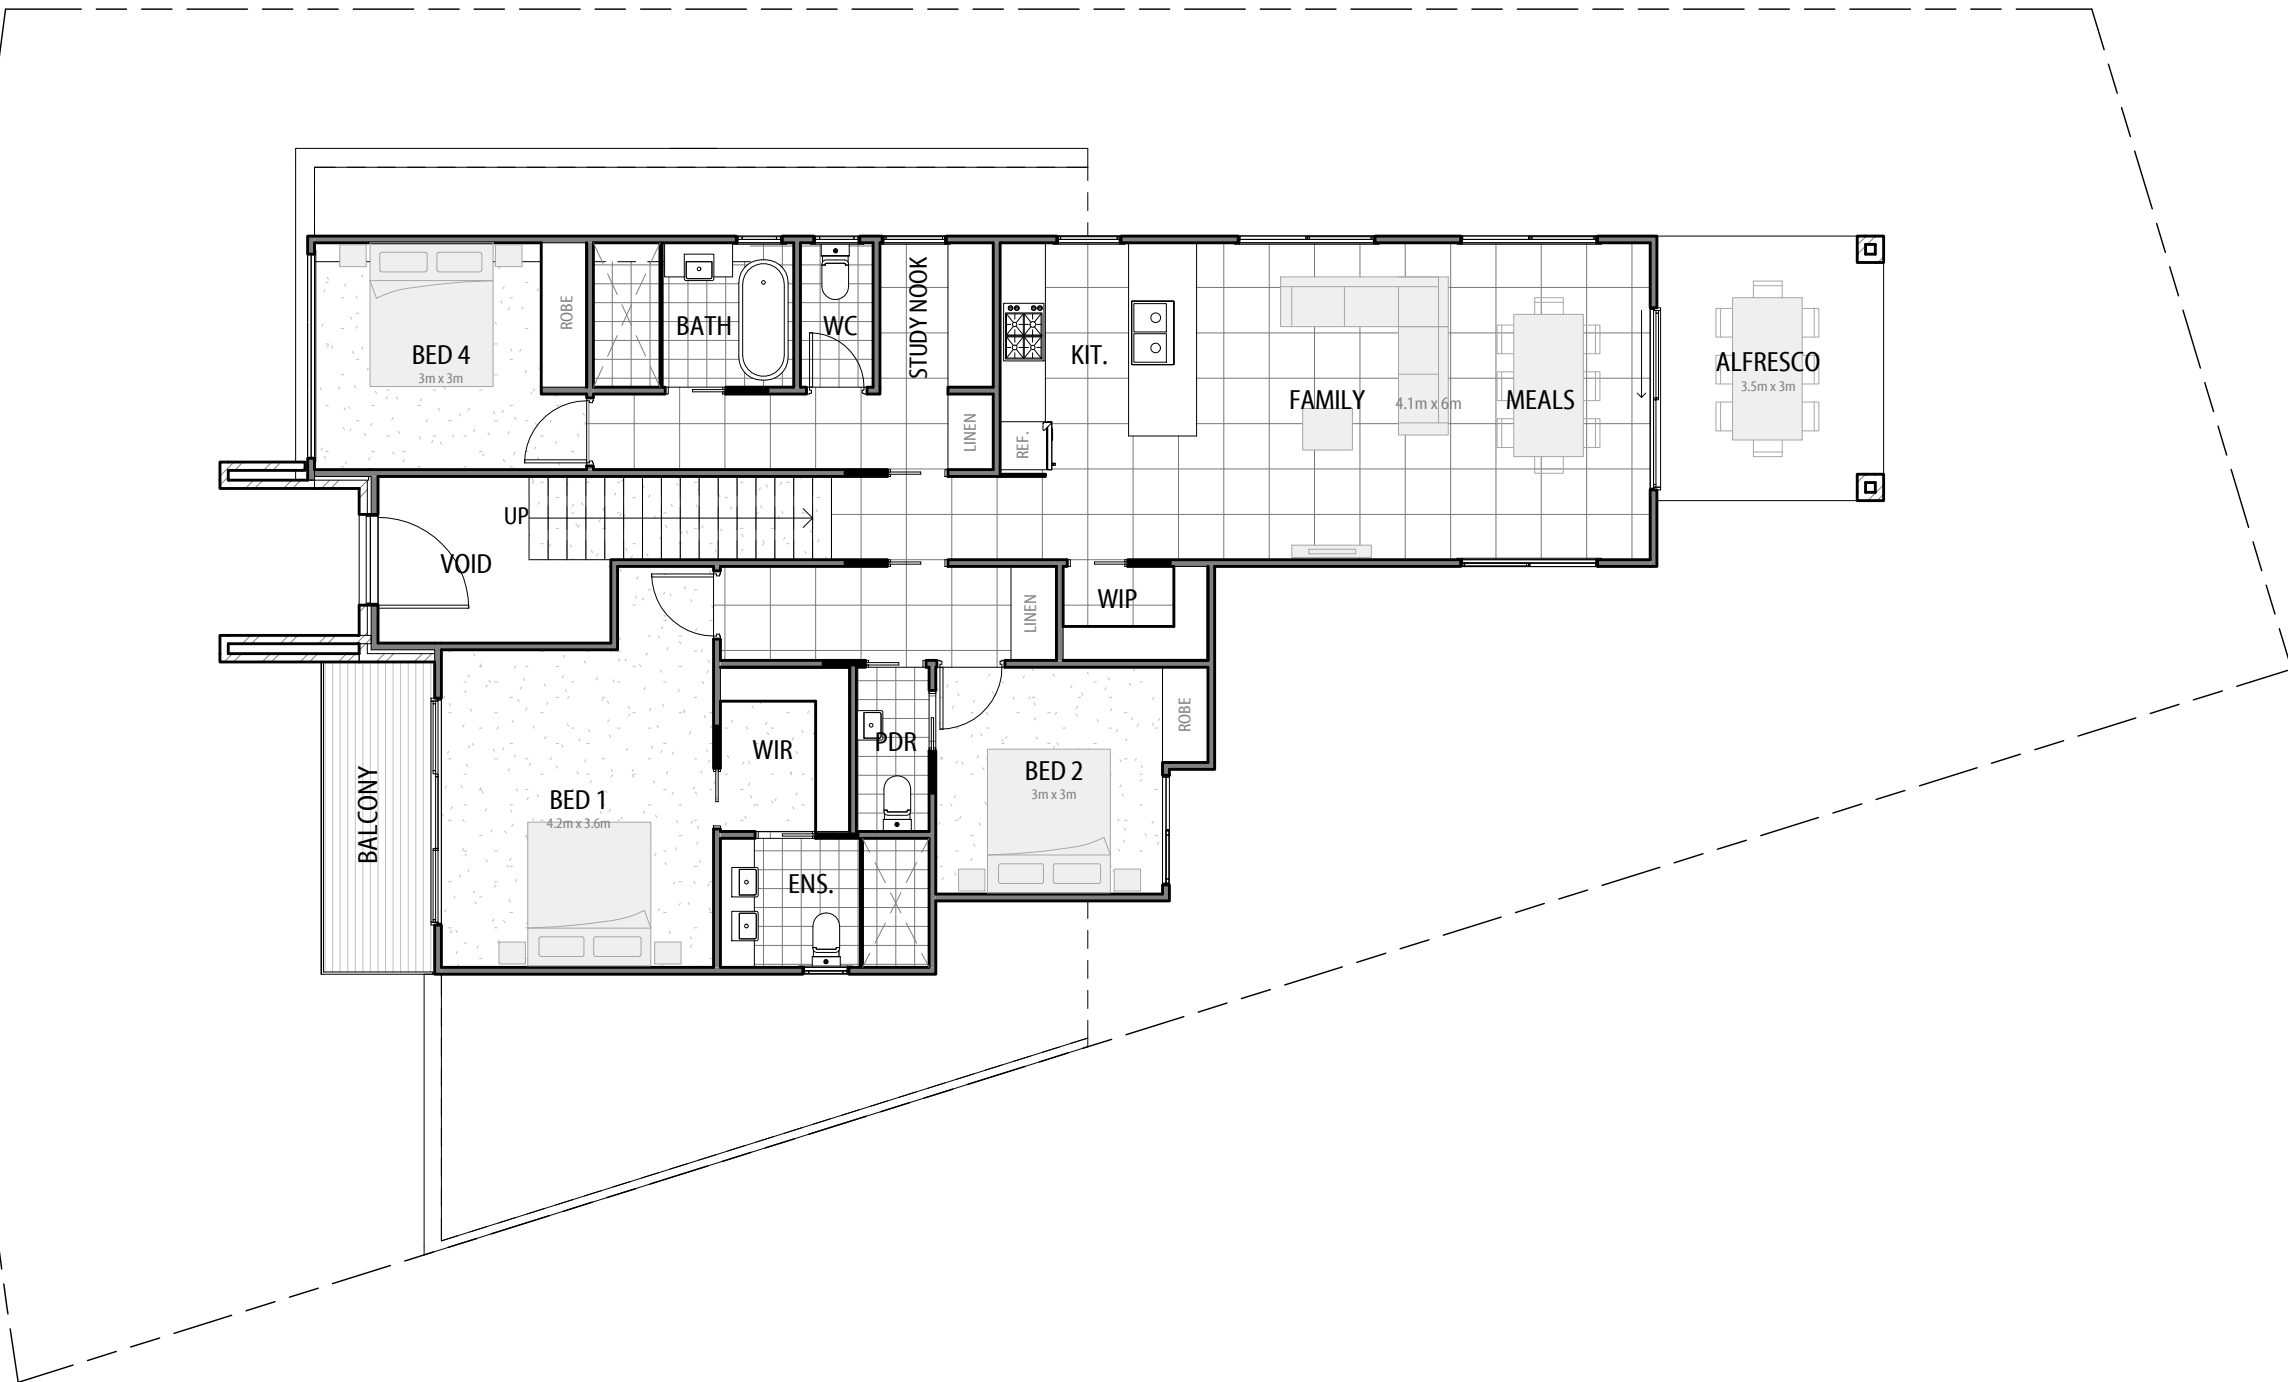 BED 4
3m x 3m
ROBE
BATH
WC
STUDY NOOK
LINEN
KIT.
REF.
FAMILY
4.1m x 6m
MEALS
ALFRESCO
3.5m x 3m
UP
VOID
LINEN
WIP
BALCONY
BED 1
4.2m x 3.6m
WIR
PDR
ENS.
BED 2
3m x 3m
ROBE